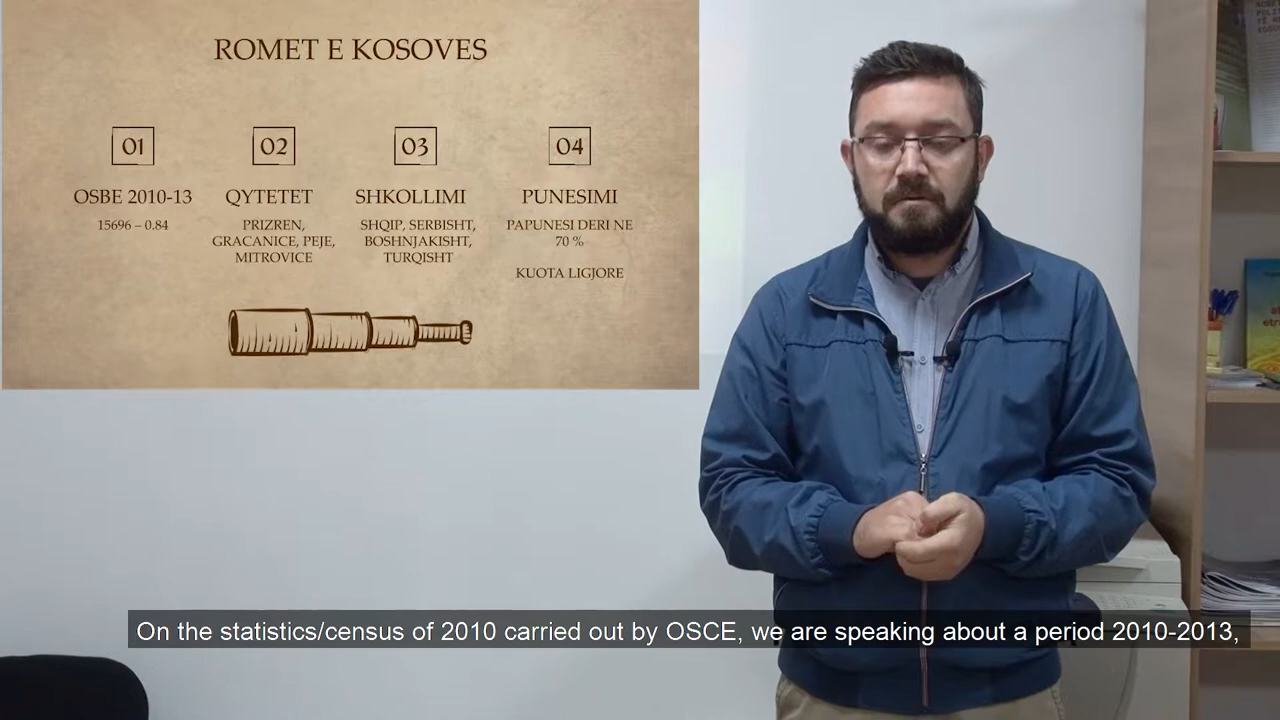 ROMET E KOSOVES
01
OSBE 2010-13
15696 – 0.84
02
QYTETET
PRIZREN,
GRACANICE, PEJE,
MITROVICE
03
SHKOLLIMI
SHQIP, SERBISHT,
BOSHNJAKISHT,
TURQISHT
04
PUNESIMI
PAPUNESI DERI NE
70 %
KUOTA LIGJORE
On the statistics/census of 2010 carried out by OSCE, we are speaking about a period 2010-2013,